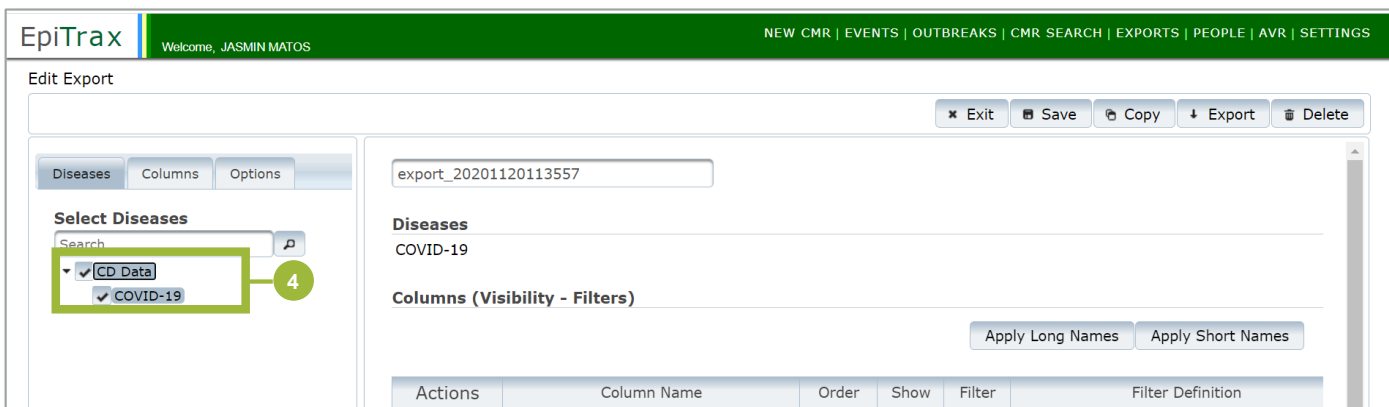 EpiTrax
Welcome, JASMIN MATOS
NEW CMR | EVENTS | OUTBREAKS | CMR SEARCH | EXPORTS | PEOPLE | AVR | SETTINGS
Edit Export
Exit Save Copy Export Delete
Diseases Columns Options
export_20201120113557
Select Diseases
Search
CD Data
COVID-19
4
Diseases
COVID-19
Columns (Visibility - Filters)
Apply Long Names Apply Short Names
Actions Column Name Order Show Filter Filter Definition